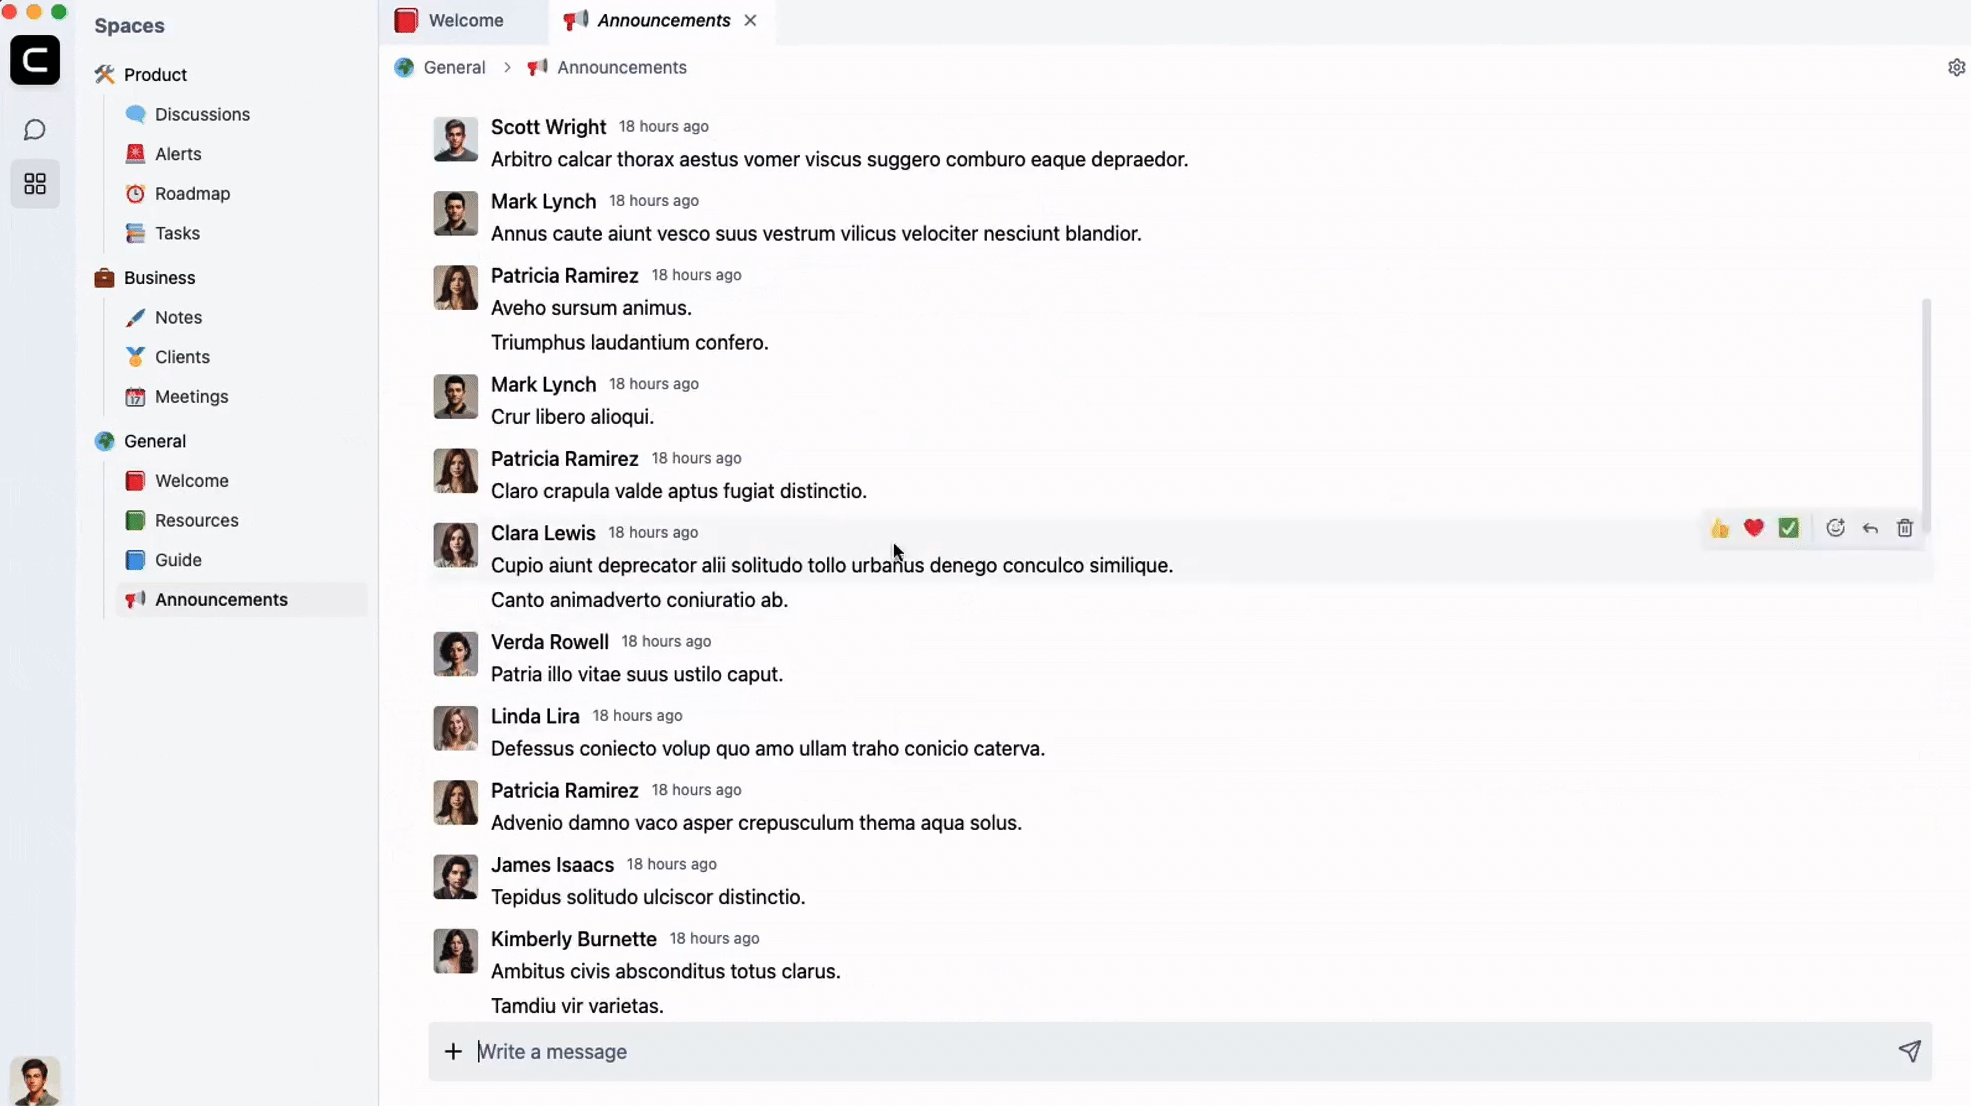 Spaces
Product
Discussions
Alerts
Roadmap
Tasks
Business
Notes
Clients
Meetings
General
Welcome
Resources
Guide
Announcements
Welcome
Announcements
General > Announcements
Scott Wright 18 hours ago
Arbitro calcar thorax aestus vomer viscus suggero comburo eaque depraedor.
Mark Lynch 18 hours ago
Annus caute aiunt vesco suus vestrum vilicus velociter nesciunt blandior.
Patricia Ramirez 18 hours ago
Aveho sursum animus.
Triumphus laudantium confero.
Mark Lynch 18 hours ago
Crur libero alioqui.
Patricia Ramirez 18 hours ago
Claro crapula valde aptus fugiat distinctio.
Clara Lewis 18 hours ago
Cupio aiunt deprecator alii solitudo tollo urbanus denego conculco similique.
Canto animadverto coniuratio ab.
Verda Rowell 18 hours ago
Patria illo vitae suus ustilo caput.
Linda Lira 18 hours ago
Defessus coniecto volup quo amo ullam traho conicio caterva.
Patricia Ramirez 18 hours ago
Advenio damno vaco asper crepusculum thema aqua solus.
James Isaacs 18 hours ago
Tepidus solitudo ulciscor distinctio.
Kimberly Burnette 18 hours ago
Ambitus civis absconditus totus clarus.
Tamdiu vir varietas.
Write a message